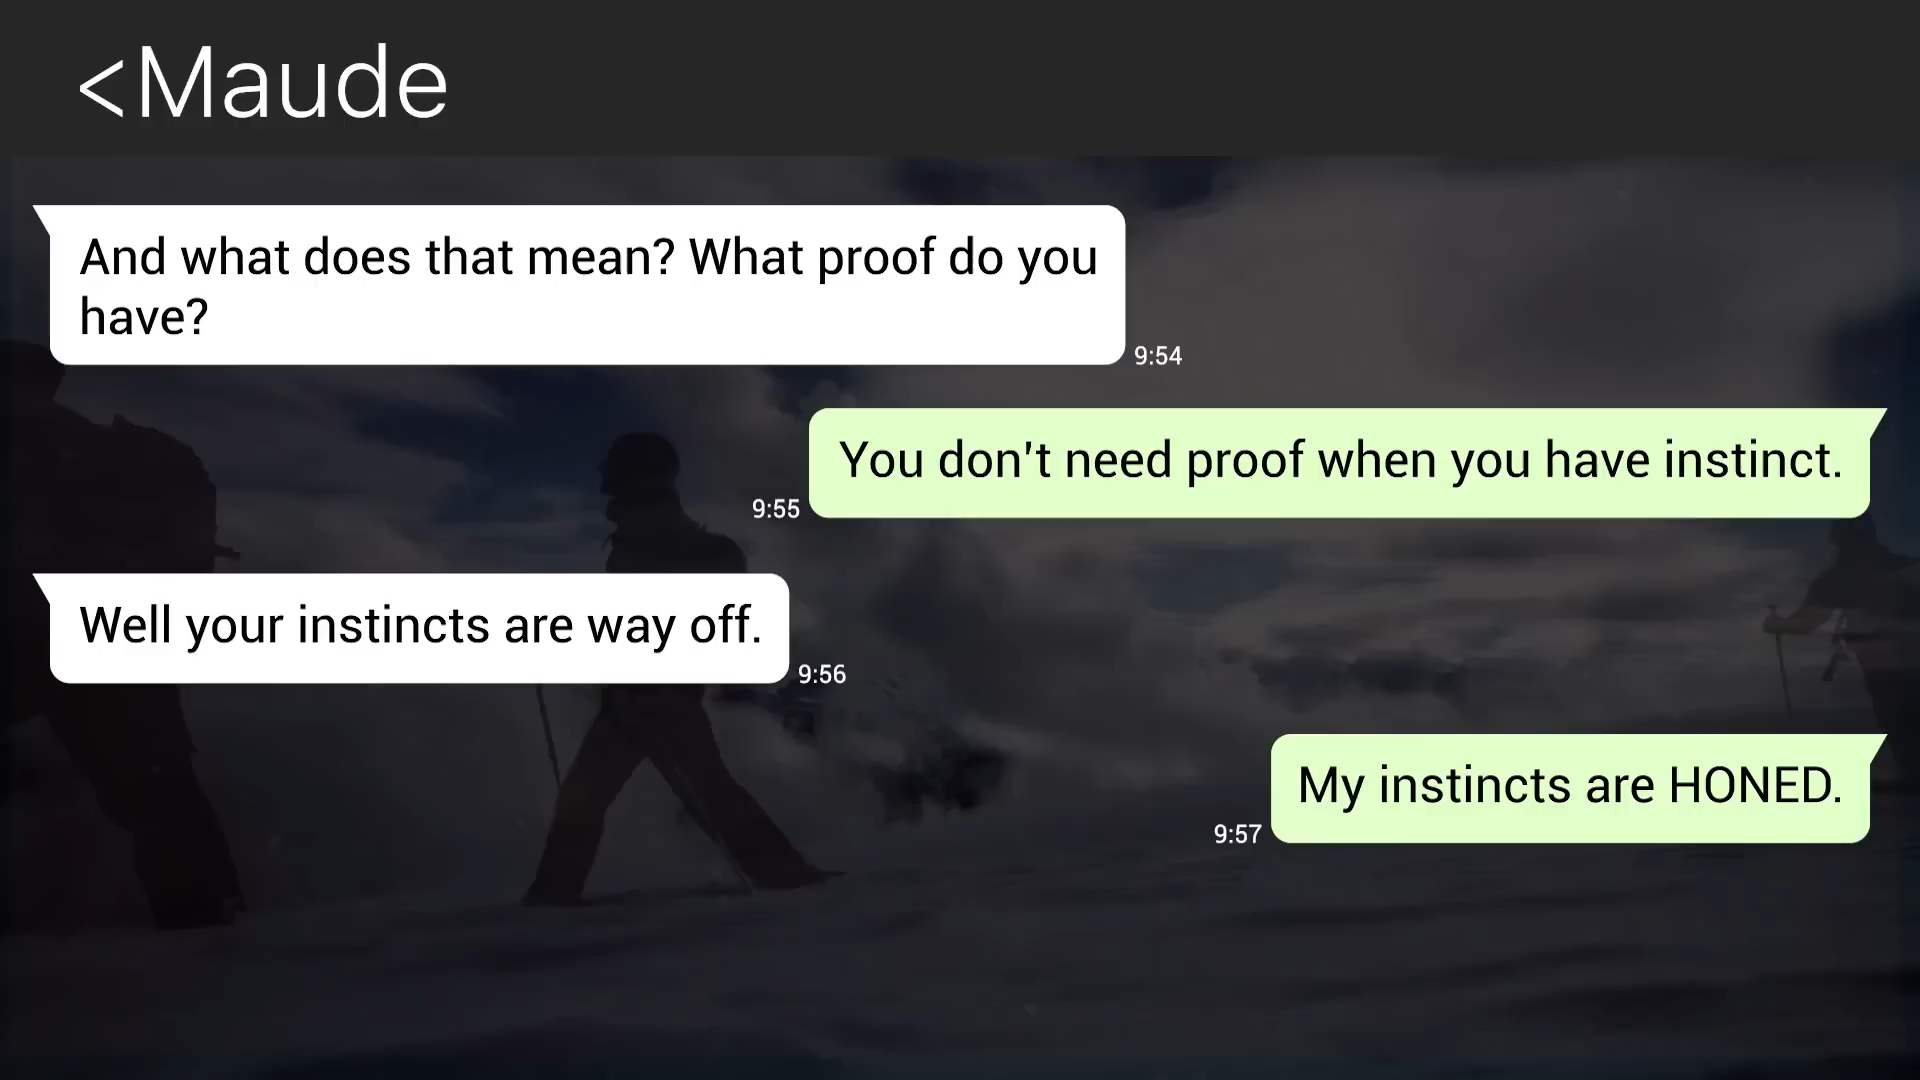 <Maude
And what does that mean? What proof do you
have?
9:54
You don't need proof when you have instinct.
9:55
Well your instincts are way off.
9:56
My instincts are HONED.
9:57